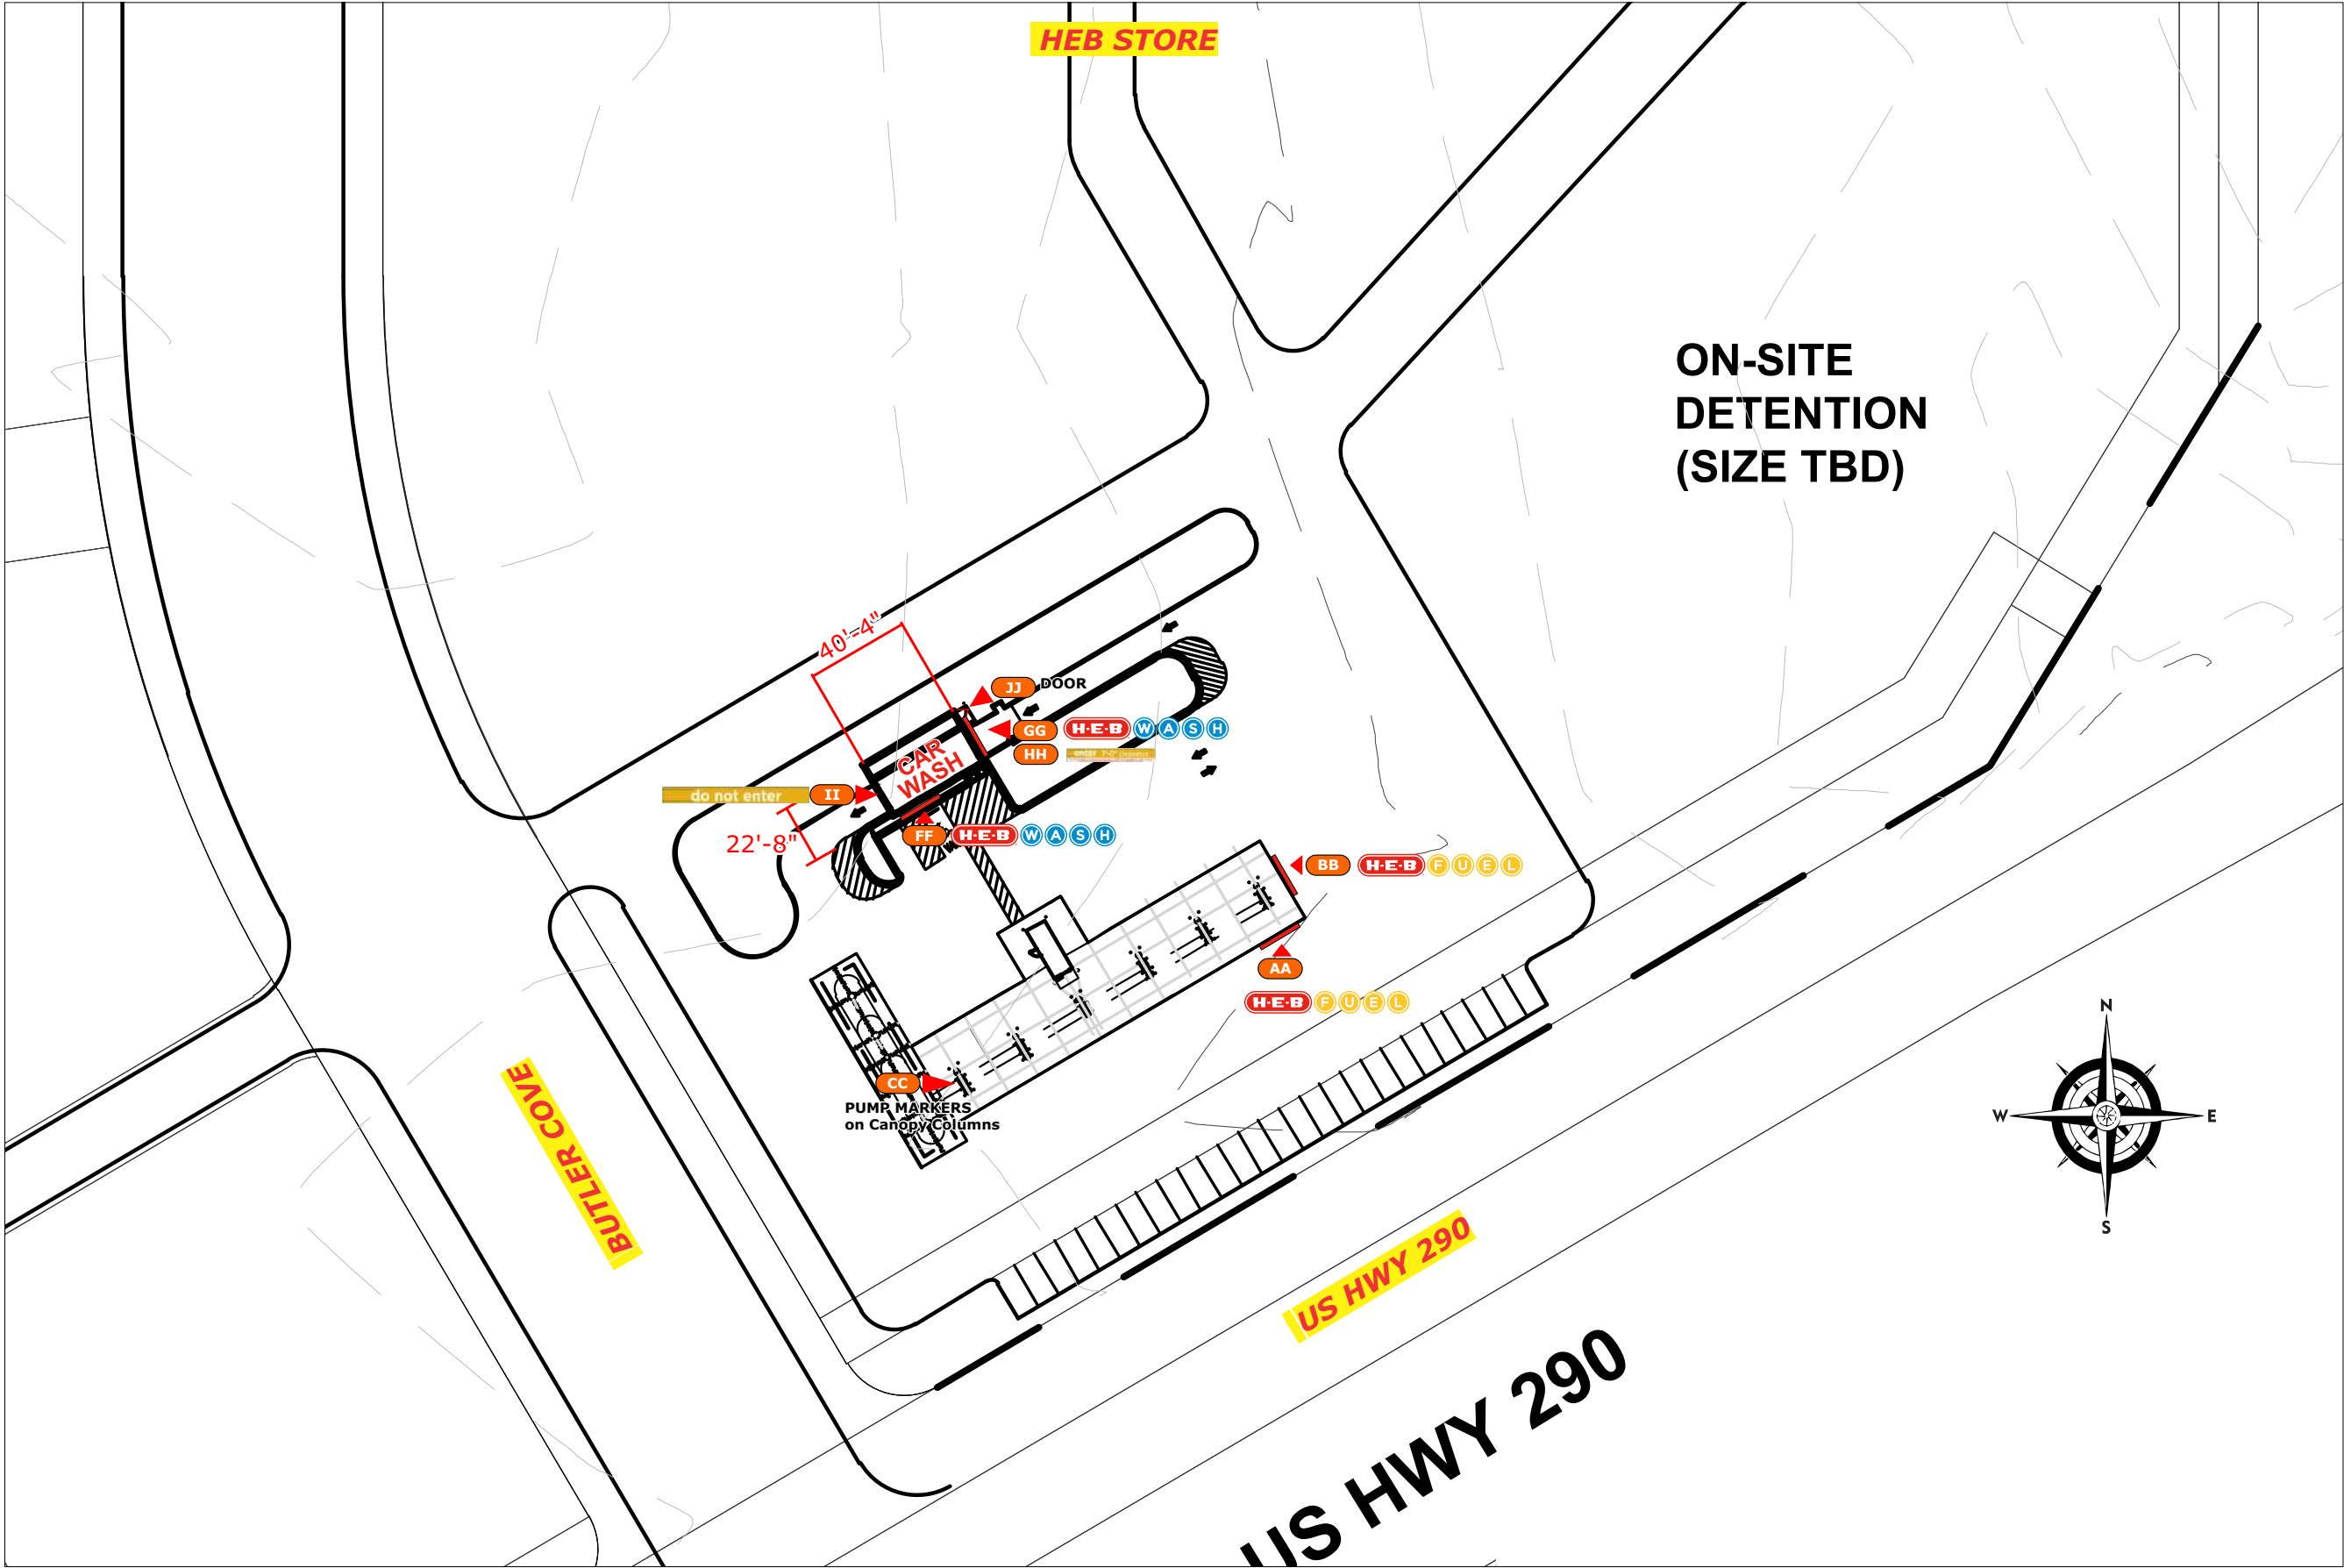 HEB STORE
ON-SITE
DETENTION
(SIZE TBD)
40'-4"
JJ DOOR
GG H-E-B WASH
HH enter
CAR
WASH
do not enter II
22'-8"
FF H-E-B WASH
BB H-E-B FUEL
AA
H-E-B FUEL
CC
PUMP MARKERS
on Canopy Columns
BUTLER COVE
US HWY 290
US HWY 290
N
W E
S